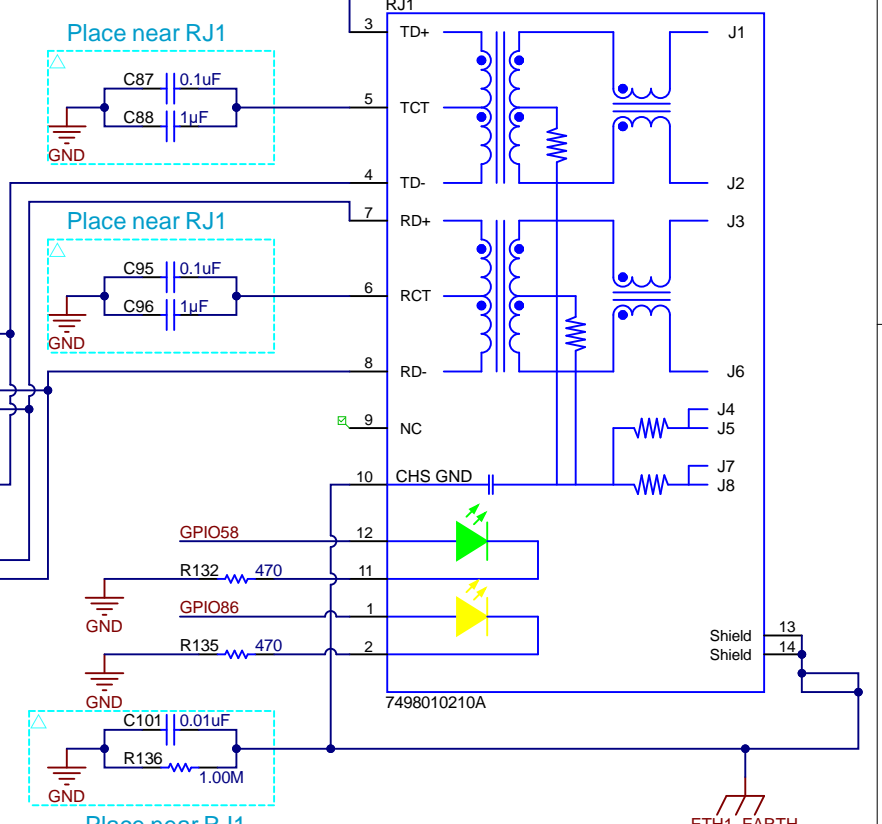 RJ1
Place near RJ1
3 TD+ J1
C87 0.1uF
5 TCT
C88 1µF
GND
4 TD- J2
7 RD+ J3
Place near RJ1
C95 0.1uF
6 RCT
C96 1µF
GND
8 RD- J6
J4
9 NC J5
J7
10 CHS GND J8
GPIO58 12
R132 470 11
GND
GPIO86 1
Shield 13
R135 470 2
Shield 14
GND
7498010210A
C101 0.01uF
R136
1.00M
GND
Place near RJ1
ETH1_EARTH